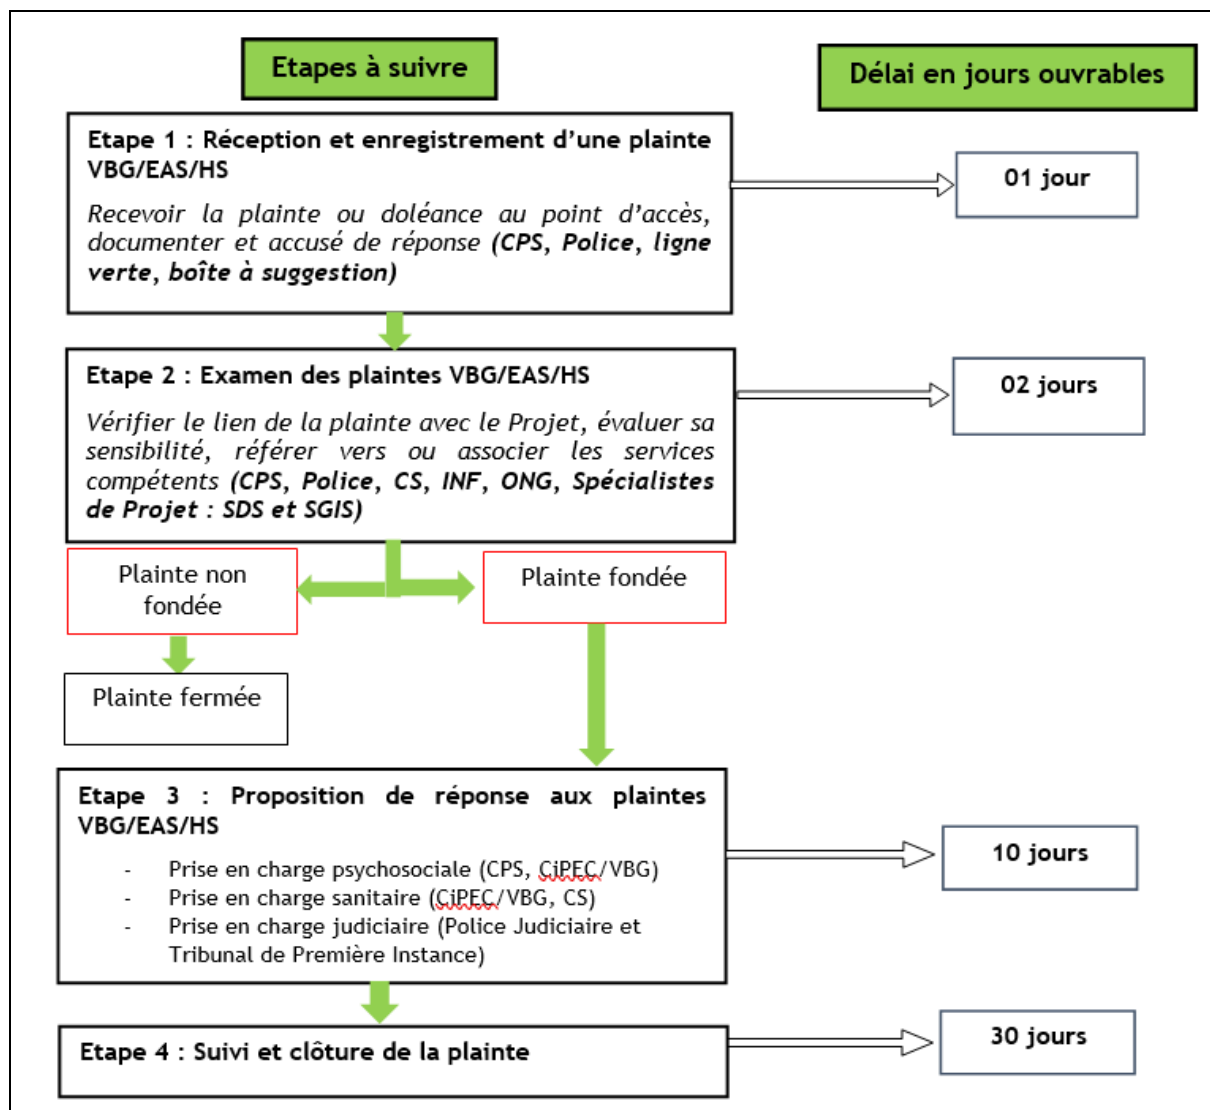 Etapes à suivre
Délai en jours ouvrables
Etape 1 : Réception et enregistrement d’une plainte
VBG/EAS/HS
Recevoir la plainte ou doléance au point d’accès,
documenter et accusé de réponse (CPS, Police, ligne
verte, boîte à suggestion)
01 jour
Etape 2 : Examen des plaintes VBG/EAS/HS
Vérifier le lien de la plainte avec le Projet, évaluer sa
sensibilité, référer vers ou associer les services
compétents (CPS, Police, CS, INF, ONG, Spécialistes
de Projet : SDS et SGIS)
02 jours
Plainte non
fondée
Plainte fondée
Plainte fermée
Etape 3 : Proposition de réponse aux plaintes
VBG/EAS/HS
- Prise en charge psychosociale (CPS, CiPEC/VBG)
- Prise en charge sanitaire (CiPEC/VBG, CS)
- Prise en charge judiciaire (Police Judiciaire et
Tribunal de Première Instance)
10 jours
Etape 4 : Suivi et clôture de la plainte
30 jours